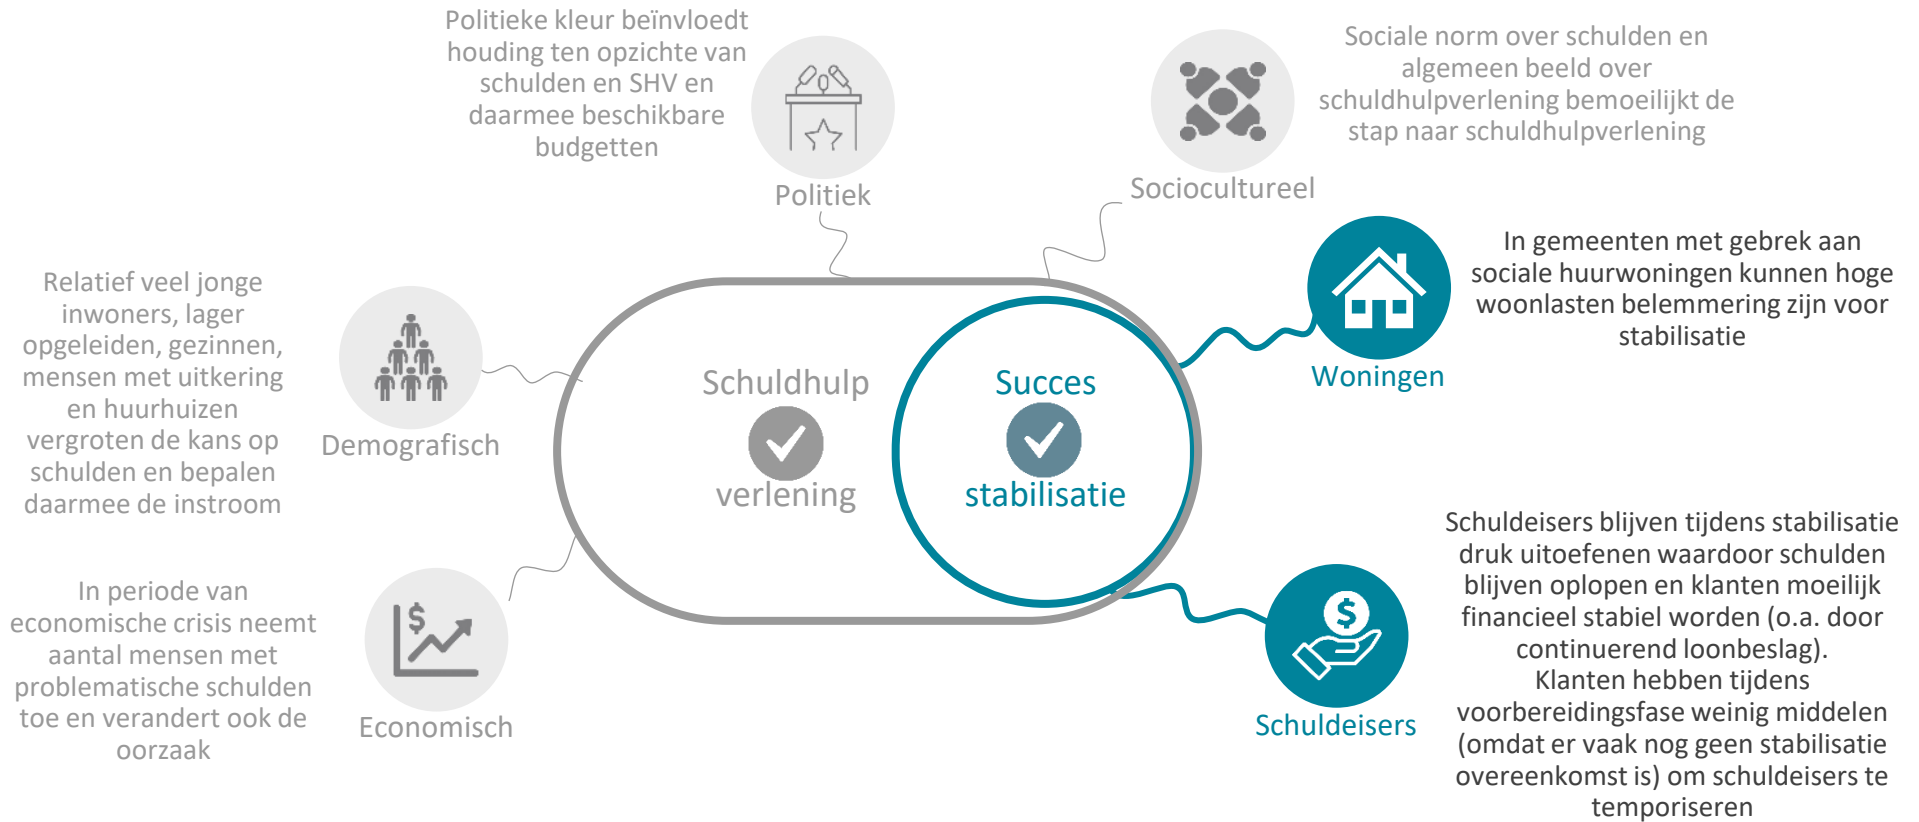 Politieke kleur beïnvloedt
houding ten opzichte van
schulden en SHV en
daarmee beschikbare
budgetten
Politiek
Sociale norm over schulden en
algemeen beeld over
schuldhulpverlening bemoeilijkt de
stap naar schuldhulpverlening
Sociocultureel
Relatief veel jonge
inwoners, lager
opgeleiden, gezinnen,
mensen met uitkering
en huurhuizen
vergroten de kans op
schulden en bepalen
daarmee de instroom
Demografisch
In gemeenten met gebrek aan
sociale huurwoningen kunnen hoge
woonlasten belemmering zijn voor
stabilisatie
Woningen
Schuldhulp
verlening
Succes
stabilisatie
In periode van
economische crisis neemt
aantal mensen met
problematische schulden
toe en verandert ook de
oorzaak
$
Economisch
$
Schuldeisers
Schuldeisers blijven tijdens stabilisatie
druk uitoefenen waardoor schulden
blijven oplopen en klanten moeilijk
financieel stabiel worden (o.a. door
continuerend loonbeslag).
Klanten hebben tijdens
voorbereidingsfase weinig middelen
(omdat er vaak nog geen stabilisatie
overeenkomst is) om schuldeisers te
temporiseren